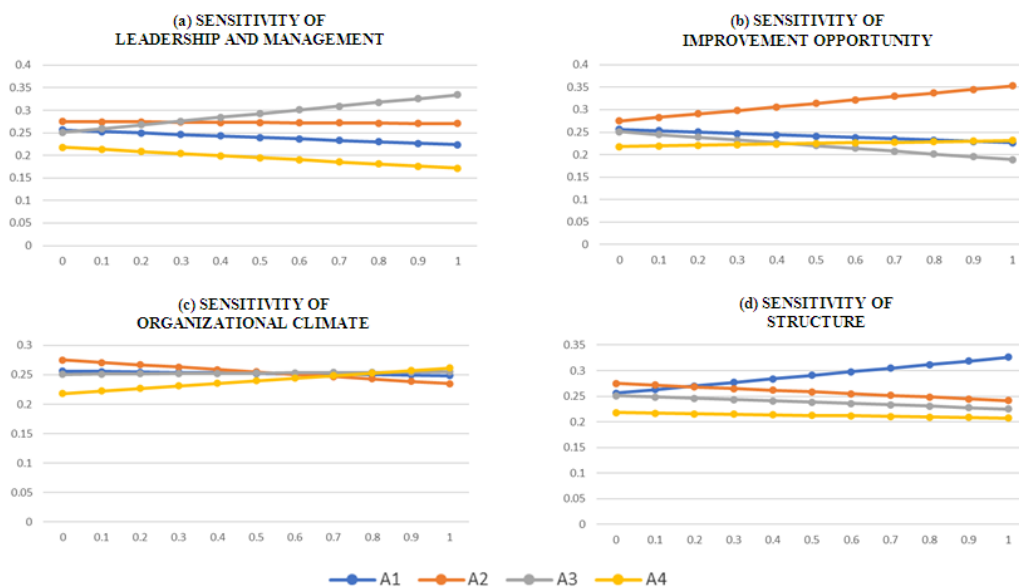 (a) SENSITIVITY OF
LEADERSHIP AND MANAGEMENT
0.4
0.35
0.3
0.25
0.2
0.15
0.1
0.05
0
0 0.1 0.2 0.3 0.4 0.5 0.6 0.7 0.8 0.9 1
(b) SENSITIVITY OF
IMPROVEMENT OPPORTUNITY
0.4
0.35
0.3
0.25
0.2
0.15
0.1
0.05
0
0 0.1 0.2 0.3 0.4 0.5 0.6 0.7 0.8 0.9 1
(c) SENSITIVITY OF
ORGANIZATIONAL CLIMATE
0.3
0.25
0.2
0.15
0.1
0.05
0
0 0.1 0.2 0.3 0.4 0.5 0.6 0.7 0.8 0.9 1
(d) SENSITIVITY OF
STRUCTURE
0.35
0.3
0.25
0.2
0.15
0.1
0.05
0
0 0.1 0.2 0.3 0.4 0.5 0.6 0.7 0.8 0.9 1
A1 A2 A3 A4